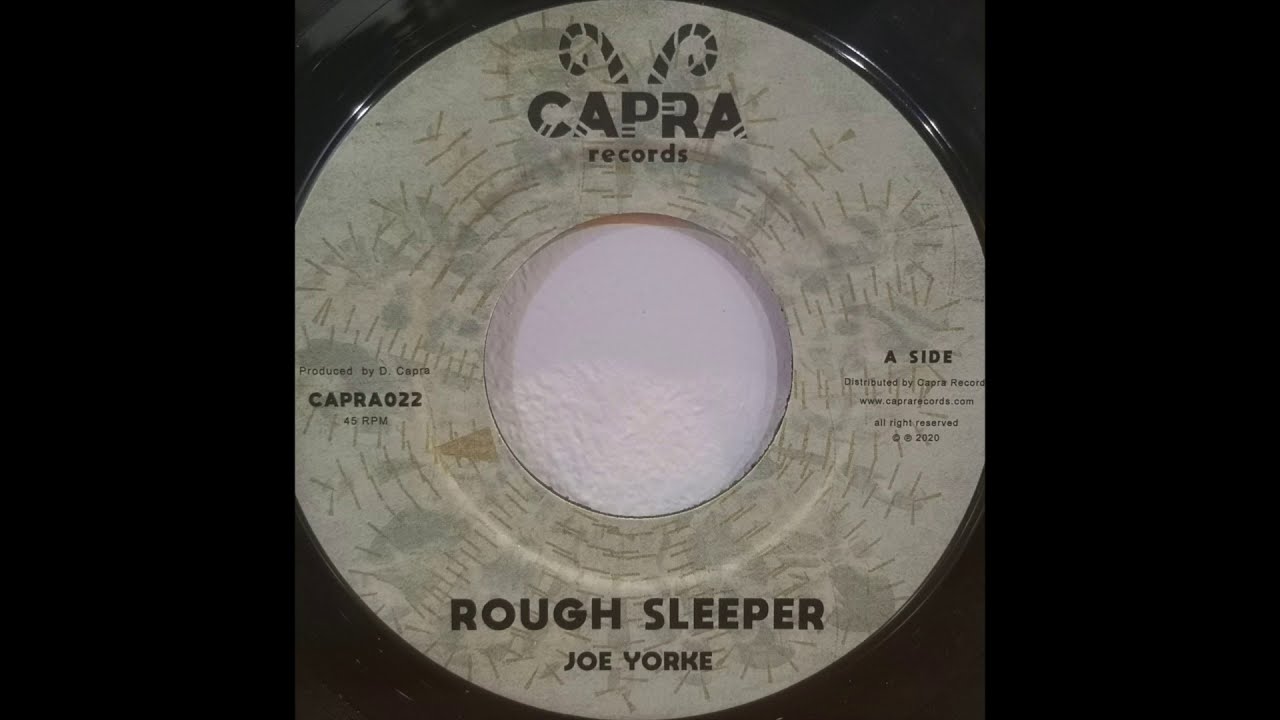 CAPRA
records
Produced by D. Capra
CAPRA022
45 RPM
A SIDE
Distributed by Capra Record
www.caprarecords.com
all right reserved
© ℗ 2020
ROUGH SLEEPER
JOE YORKE